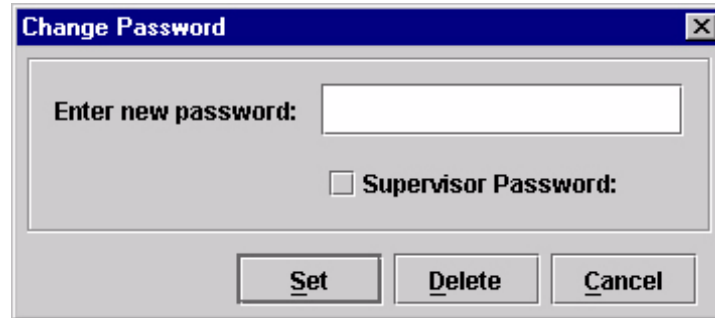 Change Password
Enter new password:
Supervisor Password:
Set Delete Cancel